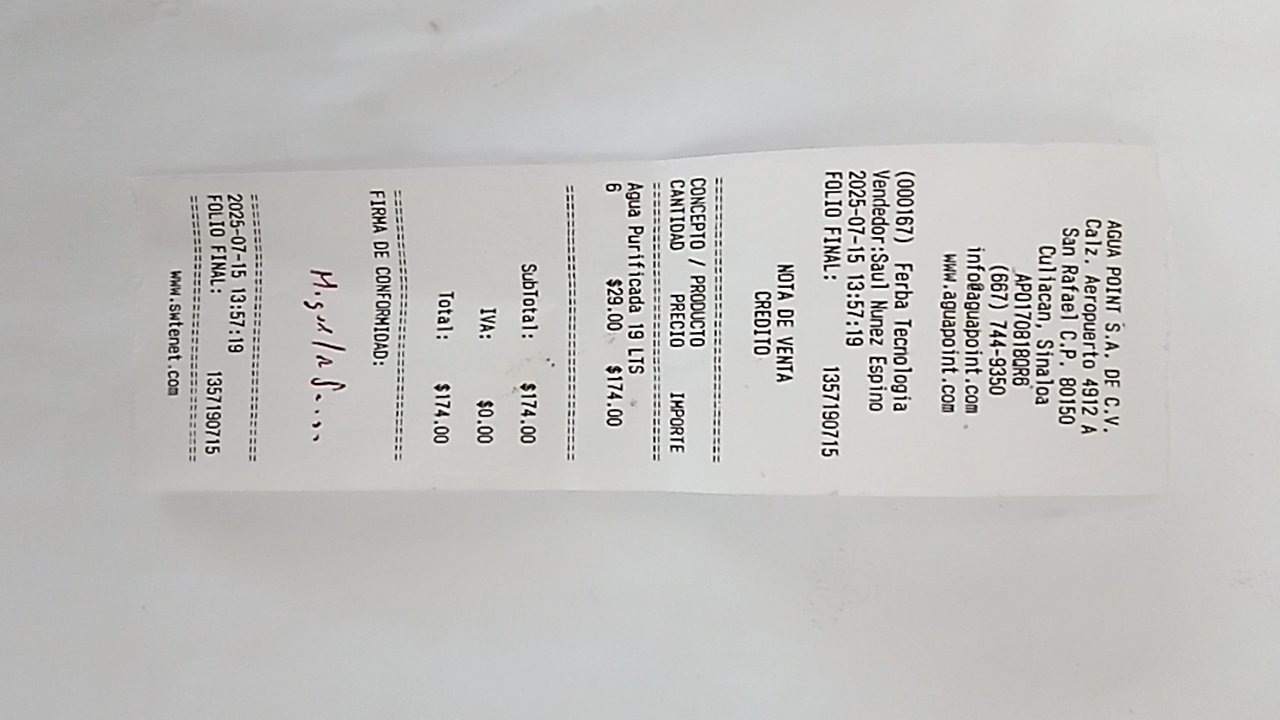 AGUA POINT S.A. DE C.V.
Calz. Aeropuerto 4912 A
San Rafael C.P. 80150
Culiacan, Sinaloa
APO170818QR6
(667) 744-9350
info@aguapoint.com
www.aguapoint.com
(000167) Ferba Tecnologia
Vendedor:Saul Nunez Espino
2025-07-15 13:57:19
FOLIO FINAL: 1357190715
NOTA DE VENTA
CREDITO
CONCEPTO / PRODUCTO
CANTIDAD PRECIO IMPORTE
Agua Purificada 19 LTS
6 $29.00 $174.00
SubTotal: $174.00
IVA: $0.00
Total: $174.00
FIRMA DE CONFORMIDAD:
2025-07-15 13:57:19
FOLIO FINAL: 1357190715
www.swtenet.com